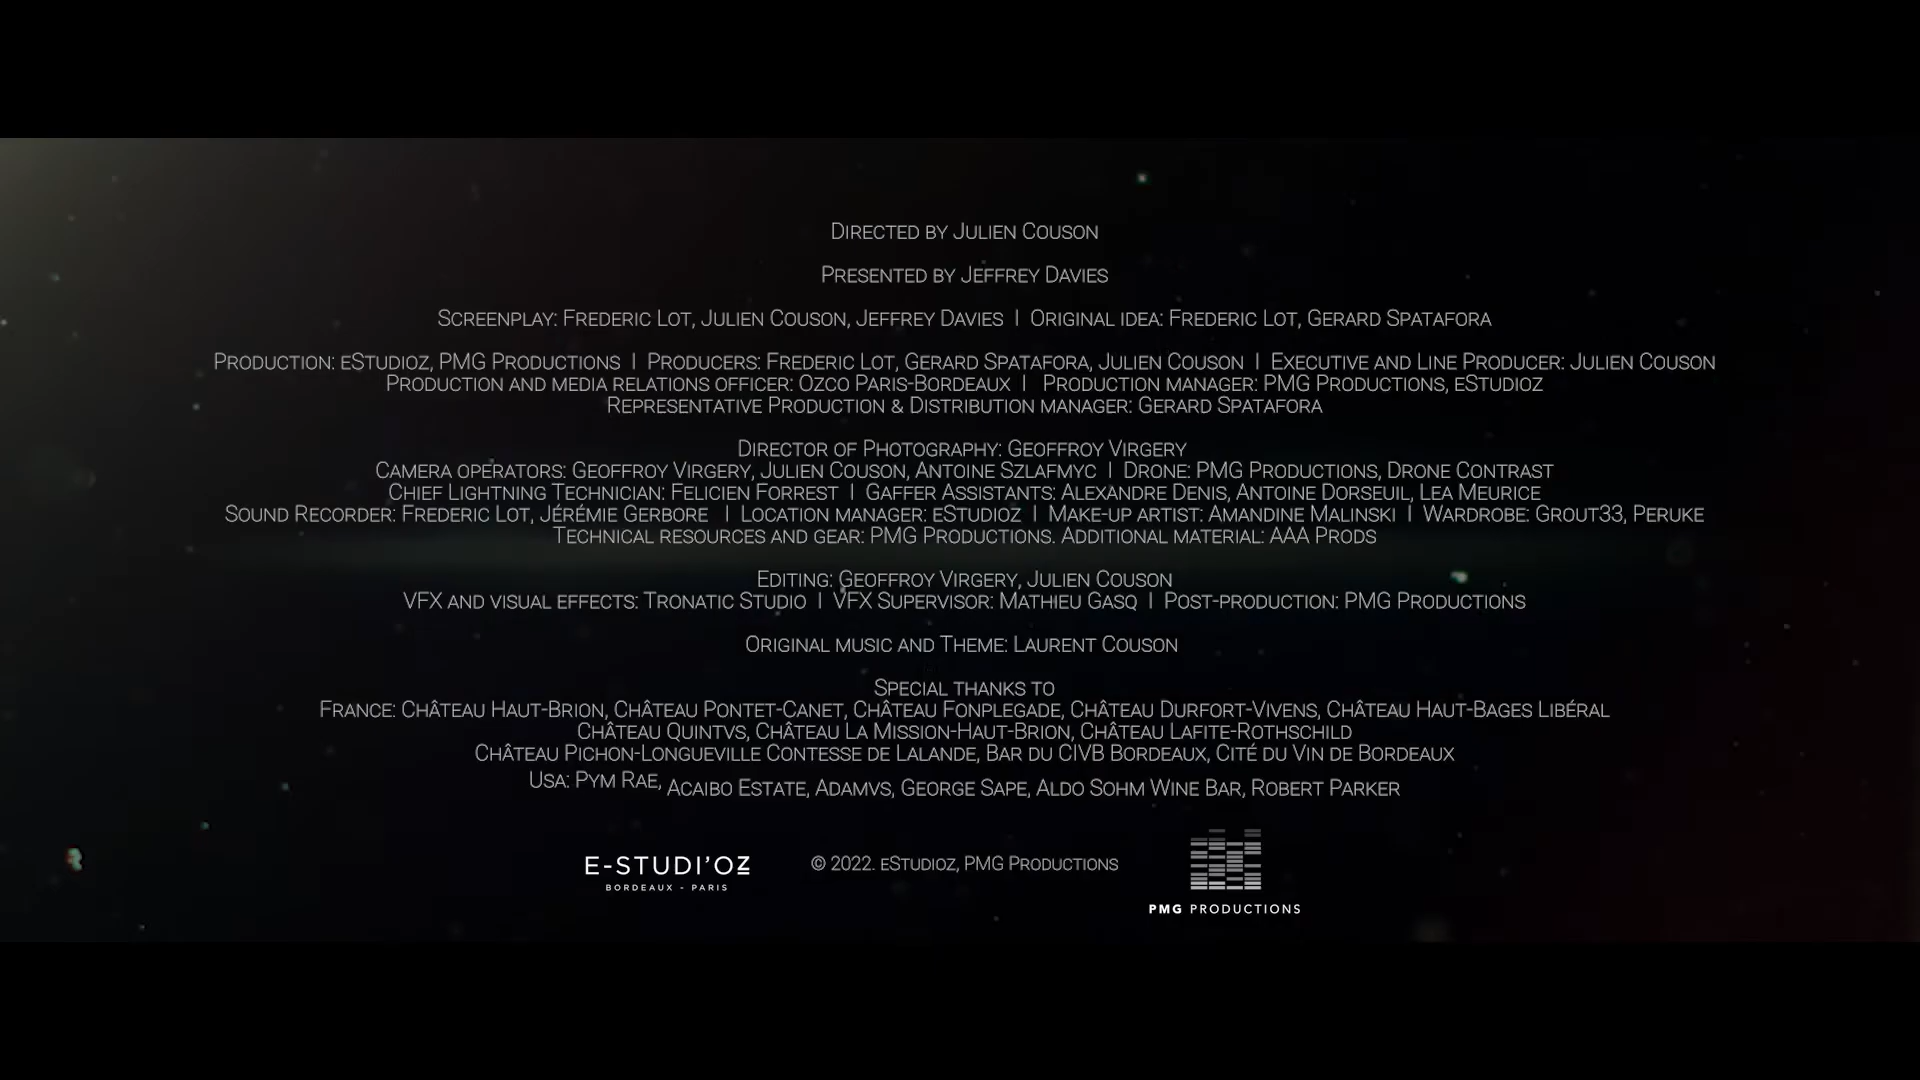 Directed by Julien Couson
Presented by Jeffrey Davies
Screenplay: Frederic Lot, Julien Couson, Jeffrey Davies | Original idea: Frederic Lot, Gerard Spatafora
Production: eStudioz, PMG Productions | Producers: Frederic Lot, Gerard Spatafora, Julien Couson | Executive and Line Producer: Julien Couson
Production and media relations officer: Ozco Paris-Bordeaux | Production manager: PMG Productions, eStudioz
Representative Production & Distribution manager: Gerard Spatafora
Director of Photography: Geoffroy Virgery
Camera operators: Geoffroy Virgery, Julien Couson, Antoine Szlafmyc | Drone: PMG Productions, Drone Contrast
Chief Lightning Technician: Felicien Forrest | Gaffer Assistants: Alexandre Denis, Antoine Dorseuil, Lea Meurice
Sound Recorder: Frederic Lot, Jérémie Gerbore | Location manager: eStudioz | Make-up artist: Amandine Malinski | Wardrobe: Grout33, Peruke
Technical resources and gear: PMG Productions. Additional material: AAA Prods
Editing: Geoffroy Virgery, Julien Couson
VFX and visual effects: Tronatic Studio | VFX Supervisor: Mathieu Gasq | Post-production: PMG Productions
Original music and Theme: Laurent Couson
Special thanks to
France: Château Haut-Brion, Château Pontet-Canet, Château Fonplegade, Château Durfort-Vivens, Château Haut-Bages Libéral
Château Quintvs, Château La Mission-Haut-Brion, Château Lafite-Rothschild
Château Pichon-Longueville Contesse de Lalande, Bar du CIVB Bordeaux, Cité du Vin de Bordeaux
Usa: Pym Rae, Acaibo Estate, Adamvs, George Sape, Aldo Sohm Wine Bar, Robert Parker
E-STUDI'OZ
BORDEAUX - PARIS
© 2022. eStudioz, PMG Productions
PMG PRODUCTIONS